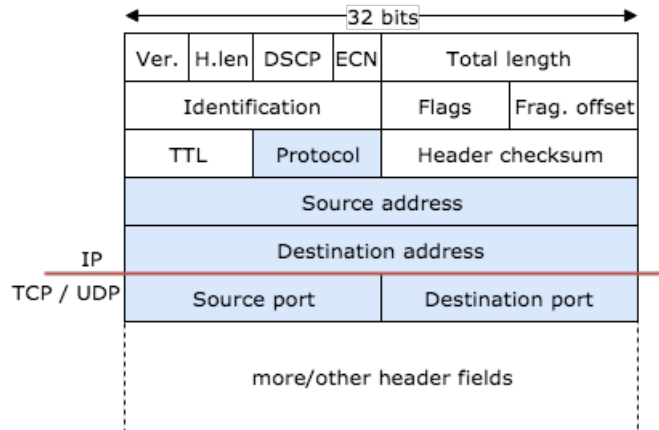 32 bits
Ver. H.len DSCP ECN Total length
Identification Flags Frag. offset
TTL Protocol Header checksum
Source address
Destination address
IP
TCP / UDP
Source port Destination port
more/other header fields